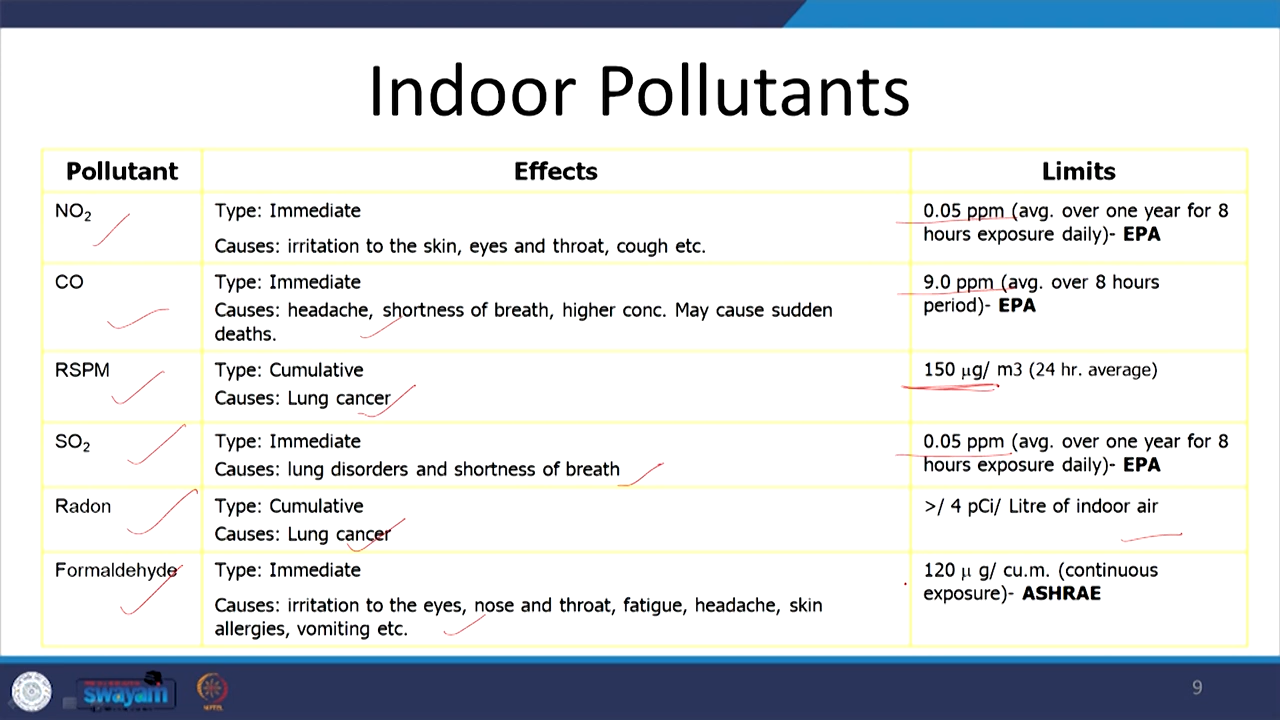 Indoor Pollutants
Pollutant Effects Limits
NO₂
Type: Immediate
Causes: irritation to the skin, eyes and throat, cough etc.
0.05 ppm (avg. over one year for 8
hours exposure daily)- EPA
CO
Type: Immediate
Causes: headache, shortness of breath, higher conc. May cause sudden
deaths.
9.0 ppm (avg. over 8 hours
period)- EPA
RSPM
Type: Cumulative
Causes: Lung cancer
150 μg/ m3 (24 hr. average)
SO₂
Type: Immediate
Causes: lung disorders and shortness of breath
0.05 ppm (avg. over one year for 8
hours exposure daily)- EPA
Radon
Type: Cumulative
Causes: Lung cancer
>/ 4 pCi/ Litre of indoor air
Formaldehyde
Type: Immediate
Causes: irritation to the eyes, nose and throat, fatigue, headache, skin
allergies, vomiting etc.
120 μ g/ cu.m. (continuous
exposure)- ASHRAE
swayam
9